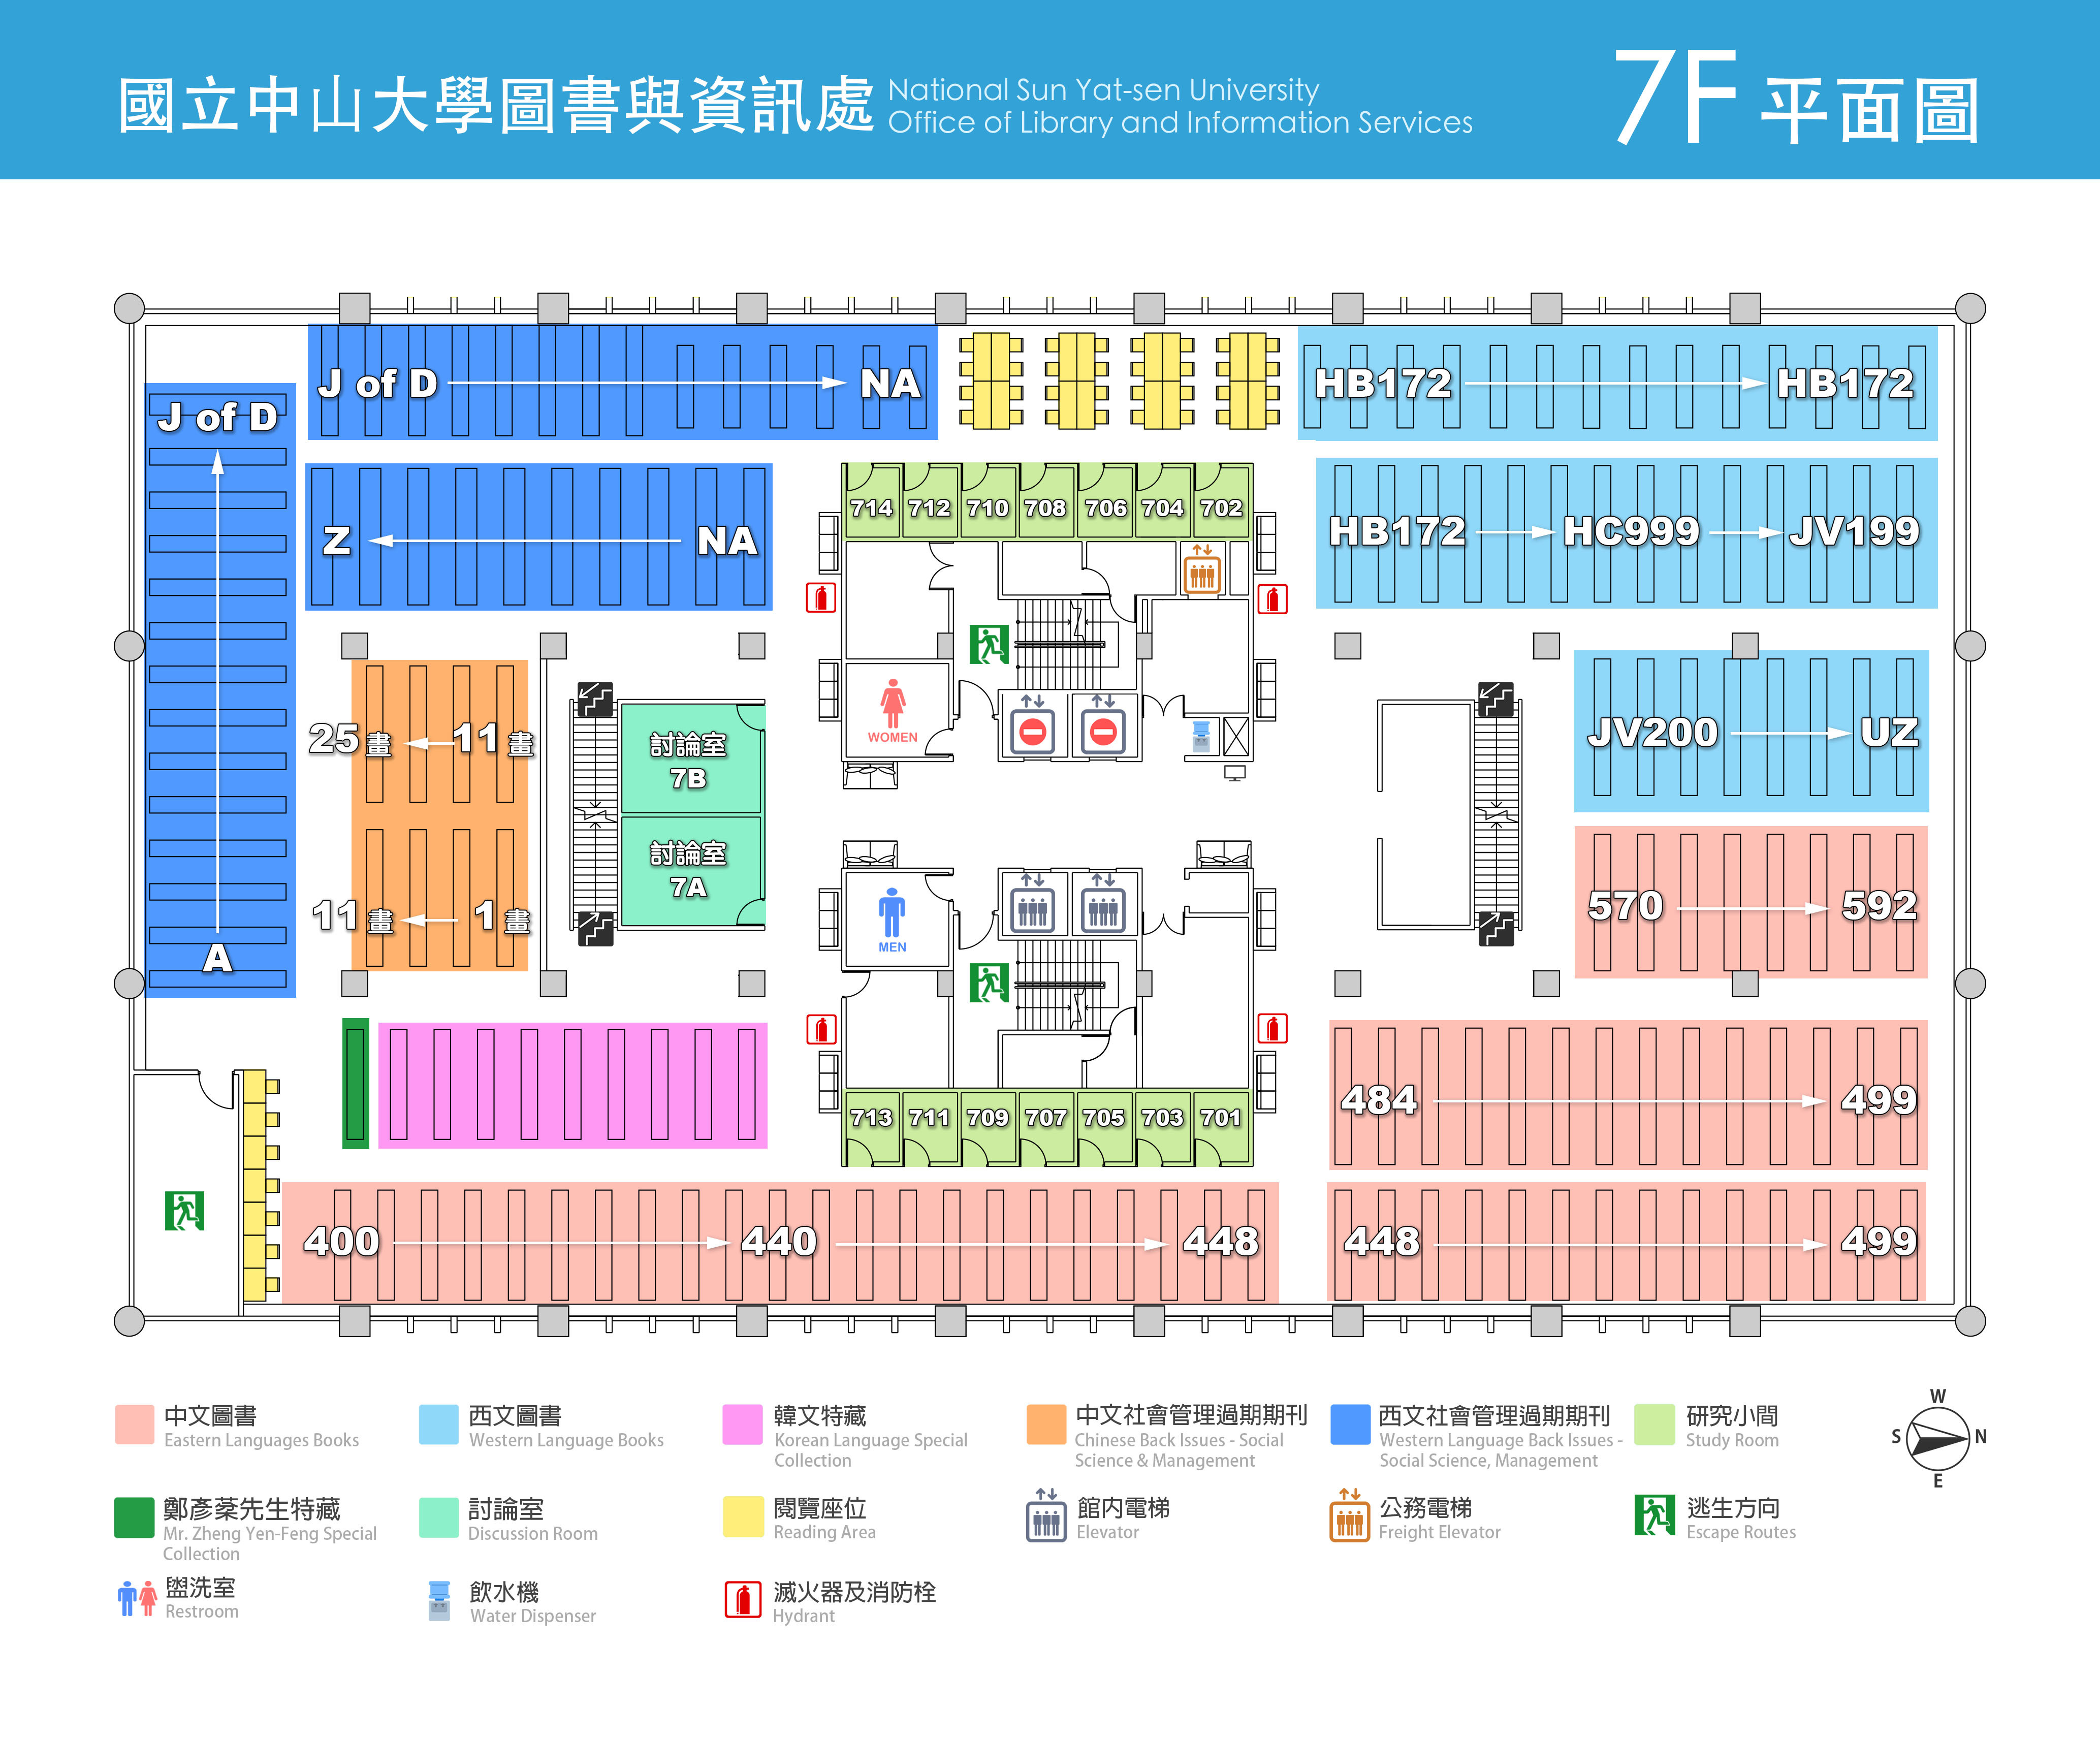 國立中山大學圖書與資訊處
National Sun Yat-sen University
Office of Library and Information Services
7F 平面圖
J of D
NA
HB172
HB172
J of D
714
712
710
708
706
704
702
Z
NA
HB172
HC999
JV199
25畫
11畫
討論室
7B
WOMEN
JV200
UZ
討論室
7A
11畫
1畫
MEN
570
592
A
713
711
709
707
705
703
701
484
499
400
440
448
448
499
中文圖書
Eastern Languages Books
西文圖書
Western Language Books
韓文特藏
Korean Language Special
Collection
中文社會管理過期期刊
Chinese Back Issues - Social
Science & Management
西文社會管理過期期刊
Western Language Back Issues -
Social Science, Management
研究小間
Study Room
W
S
N
E
鄭彥棻先生特藏
Mr. Zheng Yen-Feng Special
Collection
討論室
Discussion Room
閱覽座位
Reading Area
館內電梯
Elevator
公務電梯
Freight Elevator
逃生方向
Escape Routes
盥洗室
Restroom
飲水機
Water Dispenser
滅火器及消防栓
Hydrant